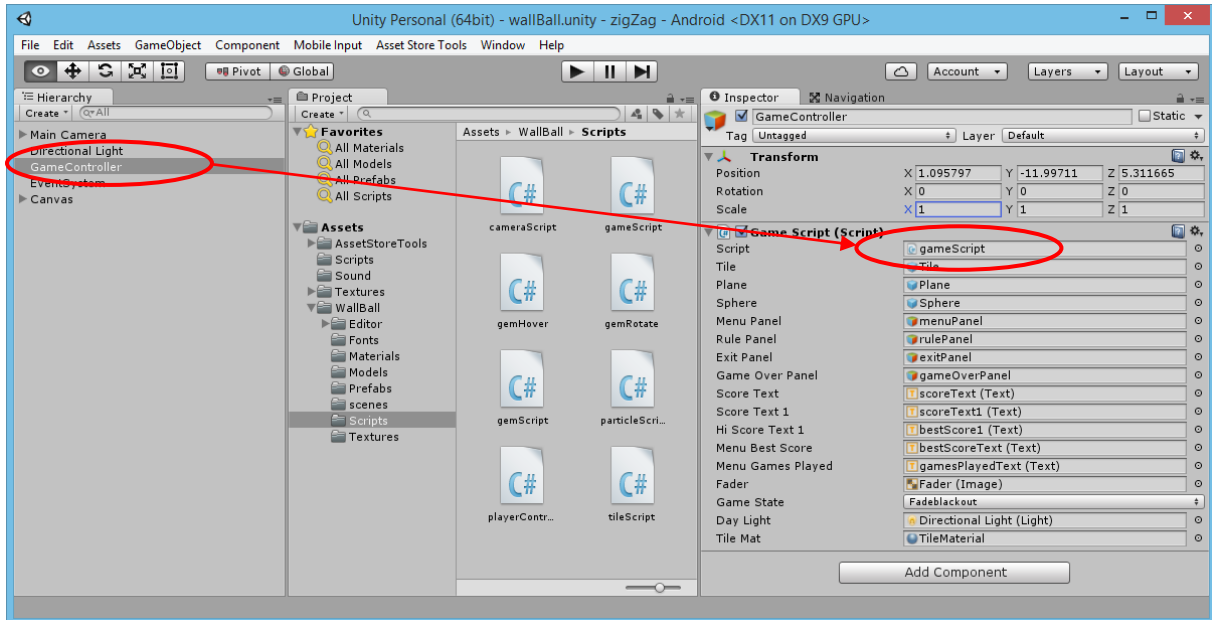 Unity Personal (64bit) - wallBall.unity - zigZag - Android <DX11 on DX9 GPU>
File Edit Assets GameObject Component Mobile Input Asset Store Tools Window Help
Pivot Global Account Layers Layout
Hierarchy
Create All
Main Camera
Directional Light
GameController
EventSystem
Canvas
Project
Create
Favorites
All Materials
All Models
All Prefabs
All Scripts
Assets
AssetStoreTools
Scripts
Sound
Textures
WallBall
Editor
Fonts
Materials
Models
Prefabs
scenes
Scripts
Textures
Assets WallBall Scripts
C# C#
cameraScript gameScript
C# C#
gemHover gemRotate
C# C#
gemScript particleScri...
C# C#
playerContr... tileScript
Inspector Navigation
GameController Static
Tag Untagged Layer Default
Transform
Position X 1.095797 Y -11.99711 Z 5.311665
Rotation X 0 Y 0 Z 0
Scale X 1 Y 1 Z 1
Game Script (Script)
Script gameScript
Tile Tile
Plane Plane
Sphere Sphere
Menu Panel menuPanel
Rule Panel rulePanel
Exit Panel exitPanel
Game Over Panel gameOverPanel
Score Text scoreText (Text)
Score Text 1 scoreText1 (Text)
Hi Score Text 1 bestScore1 (Text)
Menu Best Score bestScoreText (Text)
Menu Games Played gamesPlayedText (Text)
Fader Fader (Image)
Game State Fadeblackout
Day Light Directional Light (Light)
Tile Mat TileMaterial
Add Component